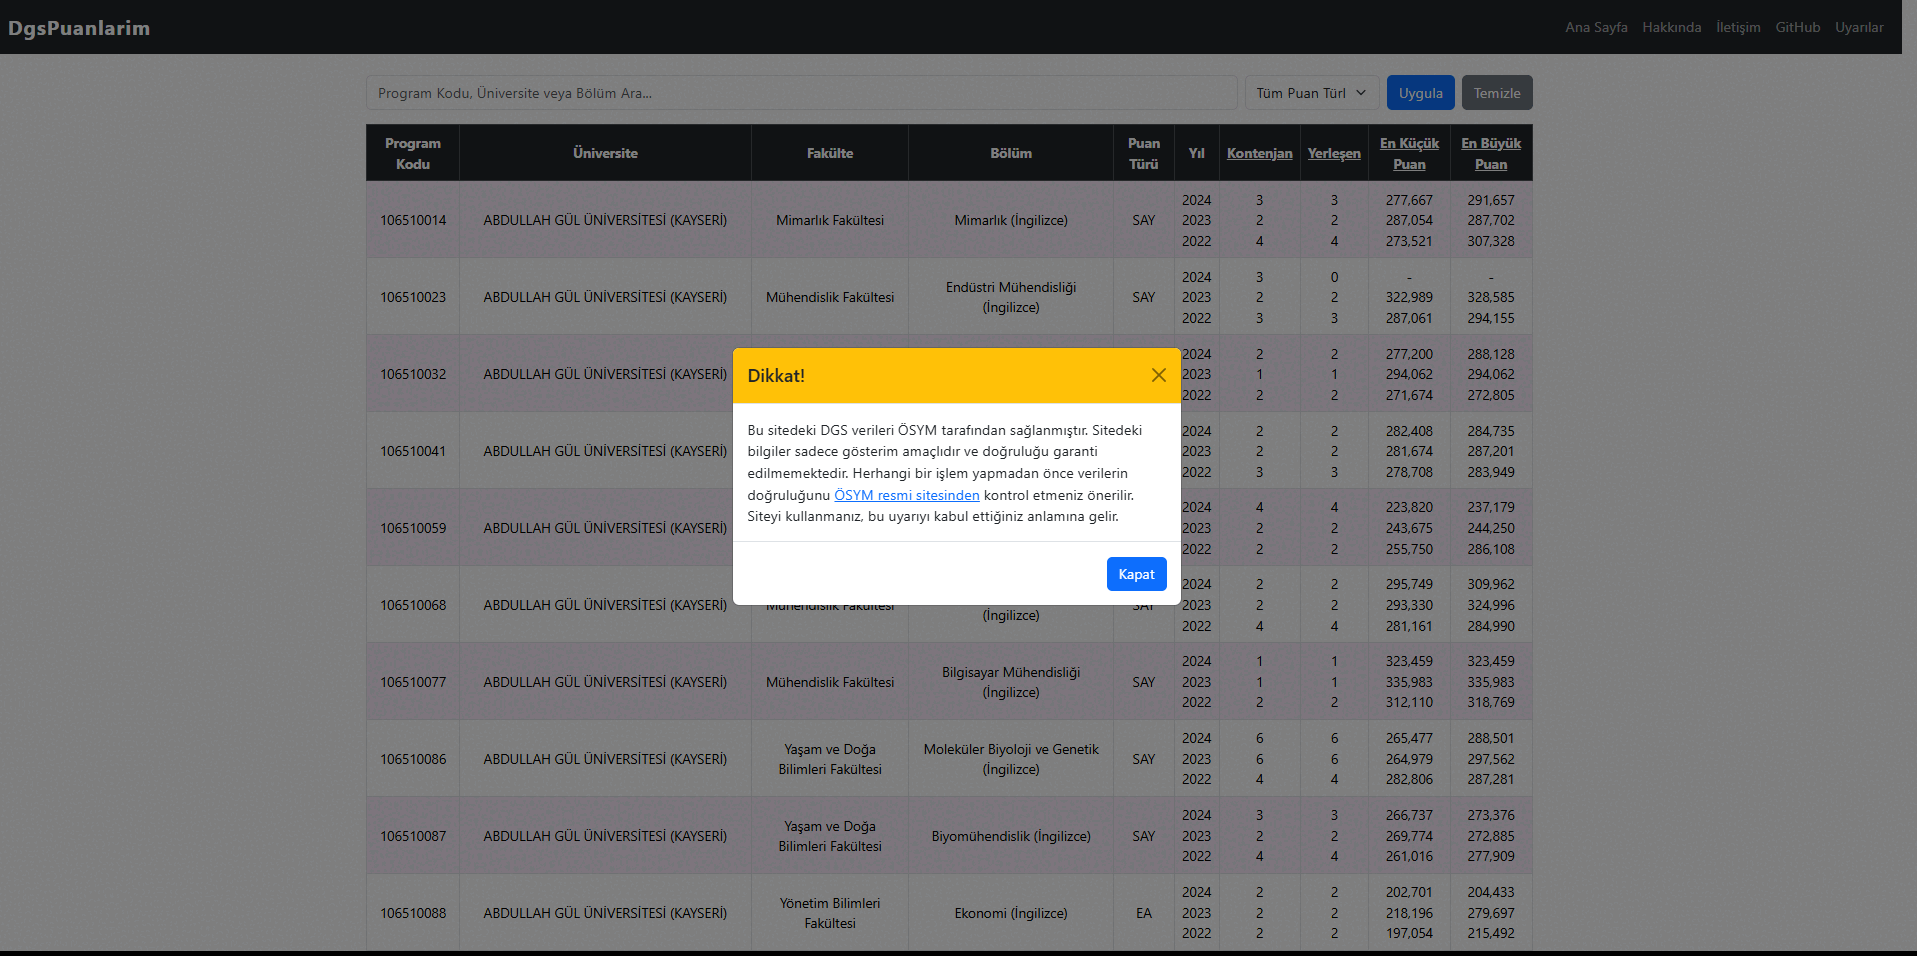 DgsPuanlarim
Ana Sayfa Hakkında İletişim GitHub Uyarılar
Program Kodu, Üniversite veya Bölüm Ara...
Tüm Puan Türl
Uygula
Temizle
Program Kodu Üniversite Fakülte Bölüm Puan Türü Yıl Kontenjan Yerleşen En Küçük Puan En Büyük Puan
106510014 ABDULLAH GÜL ÜNİVERSİTESİ (KAYSERİ) Mimarlık Fakültesi Mimarlık (İngilizce) SAY
2024 3 3 277,667 291,657
2023 2 2 287,054 287,702
2022 4 4 273,521 307,328
106510023 ABDULLAH GÜL ÜNİVERSİTESİ (KAYSERİ) Mühendislik Fakültesi Endüstri Mühendisliği (İngilizce) SAY
2024 3 0 - -
2023 2 2 322,989 328,585
2022 3 3 287,061 294,155
106510032 ABDULLAH GÜL ÜNİVERSİTESİ (KAYSERİ)
2024 2 2 277,200 288,128
2023 1 1 294,062 294,062
2022 2 2 271,674 272,805
106510041 ABDULLAH GÜL ÜNİVERSİTESİ (KAYSERİ)
2024 2 2 282,408 284,735
2023 2 2 281,674 287,201
2022 3 3 278,708 283,949
106510059 ABDULLAH GÜL ÜNİVERSİTESİ (KAYSERİ)
2024 4 4 223,820 237,179
2023 2 2 243,675 244,250
2022 2 2 255,750 286,108
106510068 ABDULLAH GÜL ÜNİVERSİTESİ (KAYSERİ) Mühendislik Fakültesi (İngilizce) SAY
2024 2 2 295,749 309,962
2023 2 2 293,330 324,996
2022 4 4 281,161 284,990
106510077 ABDULLAH GÜL ÜNİVERSİTESİ (KAYSERİ) Mühendislik Fakültesi Bilgisayar Mühendisliği (İngilizce) SAY
2024 1 1 323,459 323,459
2023 1 1 335,983 335,983
2022 2 2 312,110 318,769
106510086 ABDULLAH GÜL ÜNİVERSİTESİ (KAYSERİ) Yaşam ve Doğa Bilimleri Fakültesi Moleküler Biyoloji ve Genetik (İngilizce) SAY
2024 6 6 265,477 288,501
2023 6 6 264,979 297,562
2022 4 4 282,806 287,281
106510087 ABDULLAH GÜL ÜNİVERSİTESİ (KAYSERİ) Yaşam ve Doğa Bilimleri Fakültesi Biyomühendislik (İngilizce) SAY
2024 3 3 266,737 273,376
2023 2 2 269,774 272,885
2022 4 4 261,016 277,909
106510088 ABDULLAH GÜL ÜNİVERSİTESİ (KAYSERİ) Yönetim Bilimleri Fakültesi Ekonomi (İngilizce) EA
2024 2 2 202,701 204,433
2023 2 2 218,196 279,697
2022 2 2 197,054 215,492
Dikkat!
Bu sitedeki DGS verileri ÖSYM tarafından sağlanmıştır. Sitedeki
bilgiler sadece gösterim amaçlıdır ve doğruluğu garanti
edilmemektedir. Herhangi bir işlem yapmadan önce verilerin
doğruluğunu ÖSYM resmi sitesinden kontrol etmeniz önerilir.
Siteyi kullanmanız, bu uyarıyı kabul ettiğiniz anlamına gelir.
Kapat